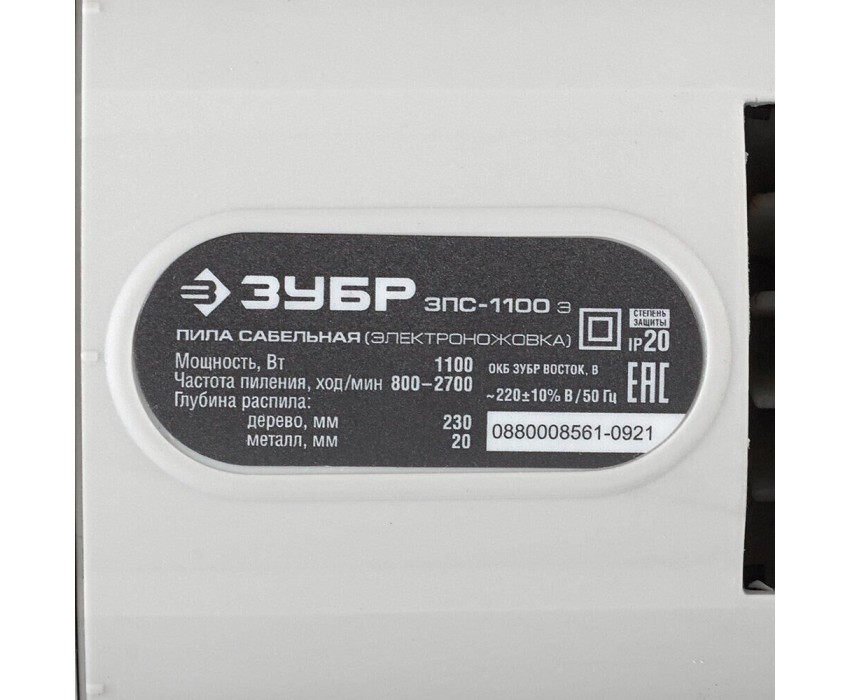 ЗУБР ЗПС-1100 Э
СТЕПЕНЬ
ЗАЩИТЫ
IP20
ПИЛА САБЕЛЬНАЯ (ЭЛЕКТРОНОЖОВКА)
Мощность, Вт 1100
Частота пиления, ход/мин 800–2700
Глубина распила:
дерево, мм 230
металл, мм 20
ОКБ ЗУБР ВОСТОК, В
~220±10% В/50 Гц
EAC
0880008561-0921